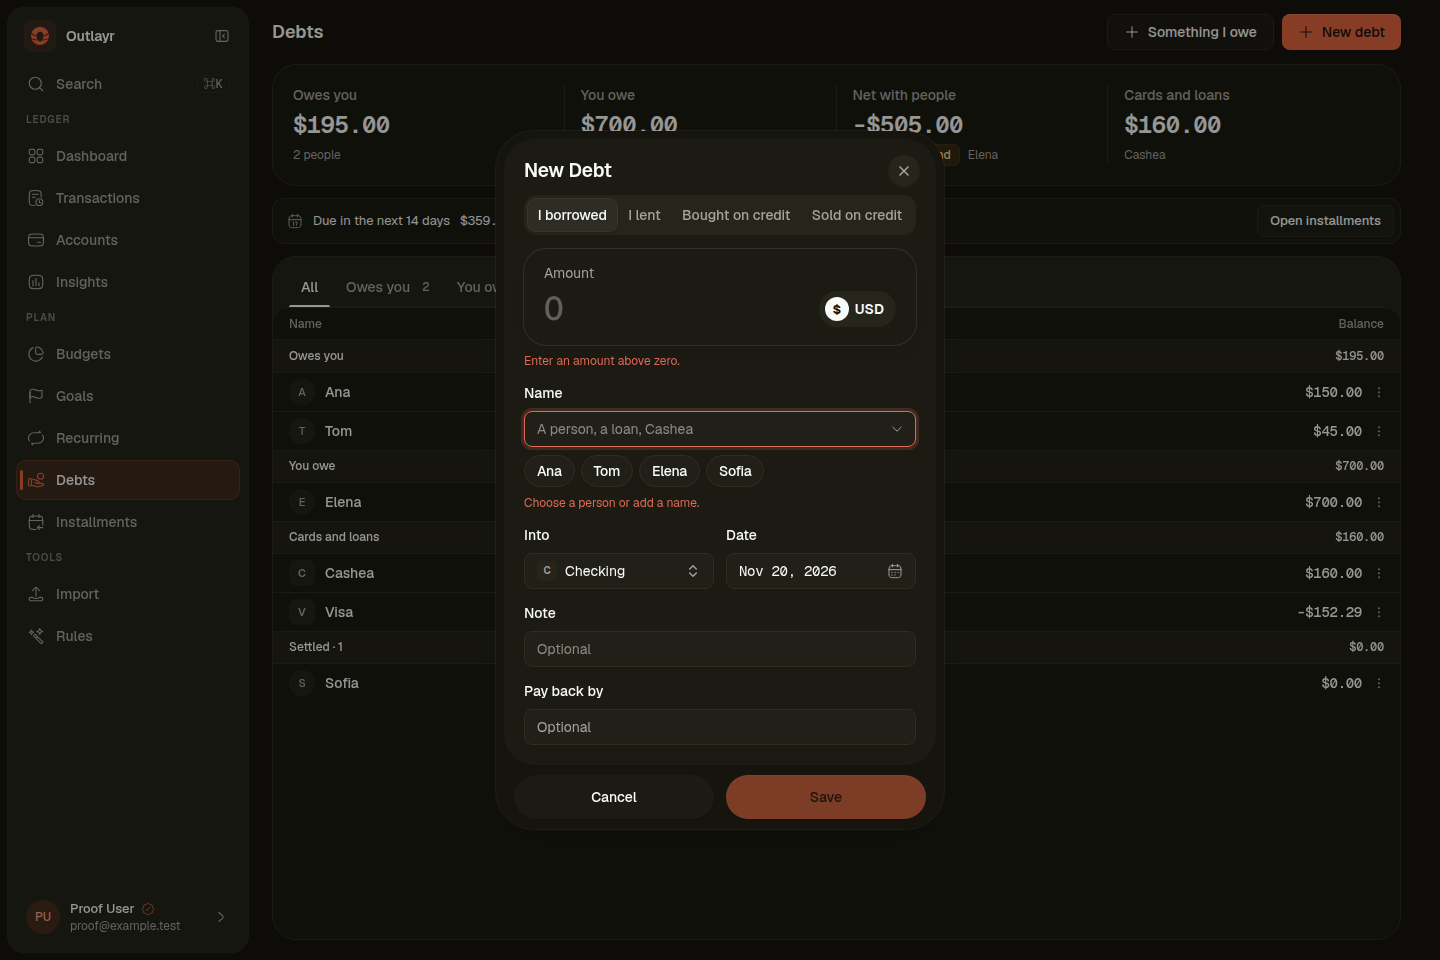 Outlayr
Search ⌘K
LEDGER
Dashboard
Transactions
Accounts
Insights
PLAN
Budgets
Goals
Recurring
Debts
Installments
TOOLS
Import
Rules
PU
Proof User
proof@example.test
Debts
Something I owe
New debt
Owes you
$195.00
2 people
You owe
$700.00
Net with people
-$505.00
Elena
Cards and loans
$160.00
Cashea
Due in the next 14 days $359.
Open installments
All Owes you 2
Name Balance
Owes you $195.00
A Ana $150.00
T Tom $45.00
You owe $700.00
E Elena $700.00
Cards and loans $160.00
C Cashea $160.00
V Visa -$152.29
Settled · 1 $0.00
S Sofia $0.00
New Debt
I borrowed I lent Bought on credit Sold on credit
Amount
0 $ USD
Enter an amount above zero.
Name
A person, a loan, Cashea
Ana Tom Elena Sofia
Choose a person or add a name.
Into Date
C Checking Nov 20, 2026
Note
Optional
Pay back by
Optional
Cancel Save